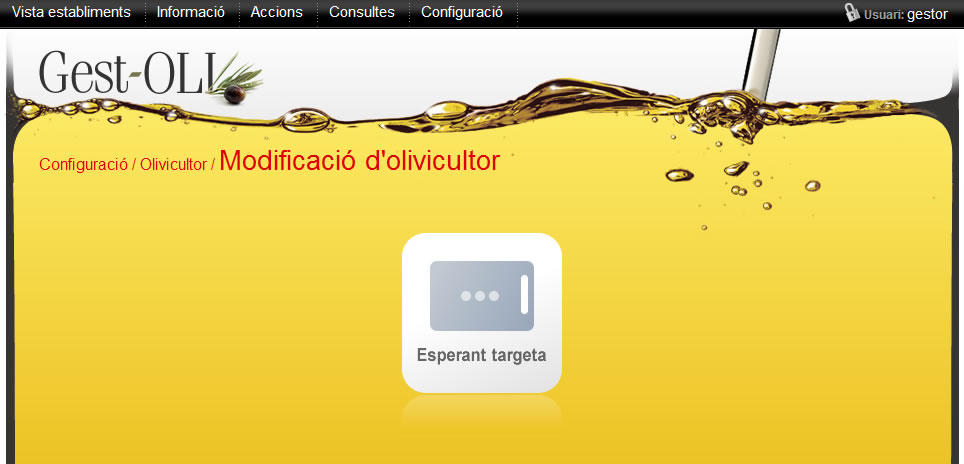 Vista establiments Informació Accions Consultes Configuració Usuari: gestor
Gest-OLI
Configuració / Olivicultor / Modificació d'olivicultor
Esperant targeta